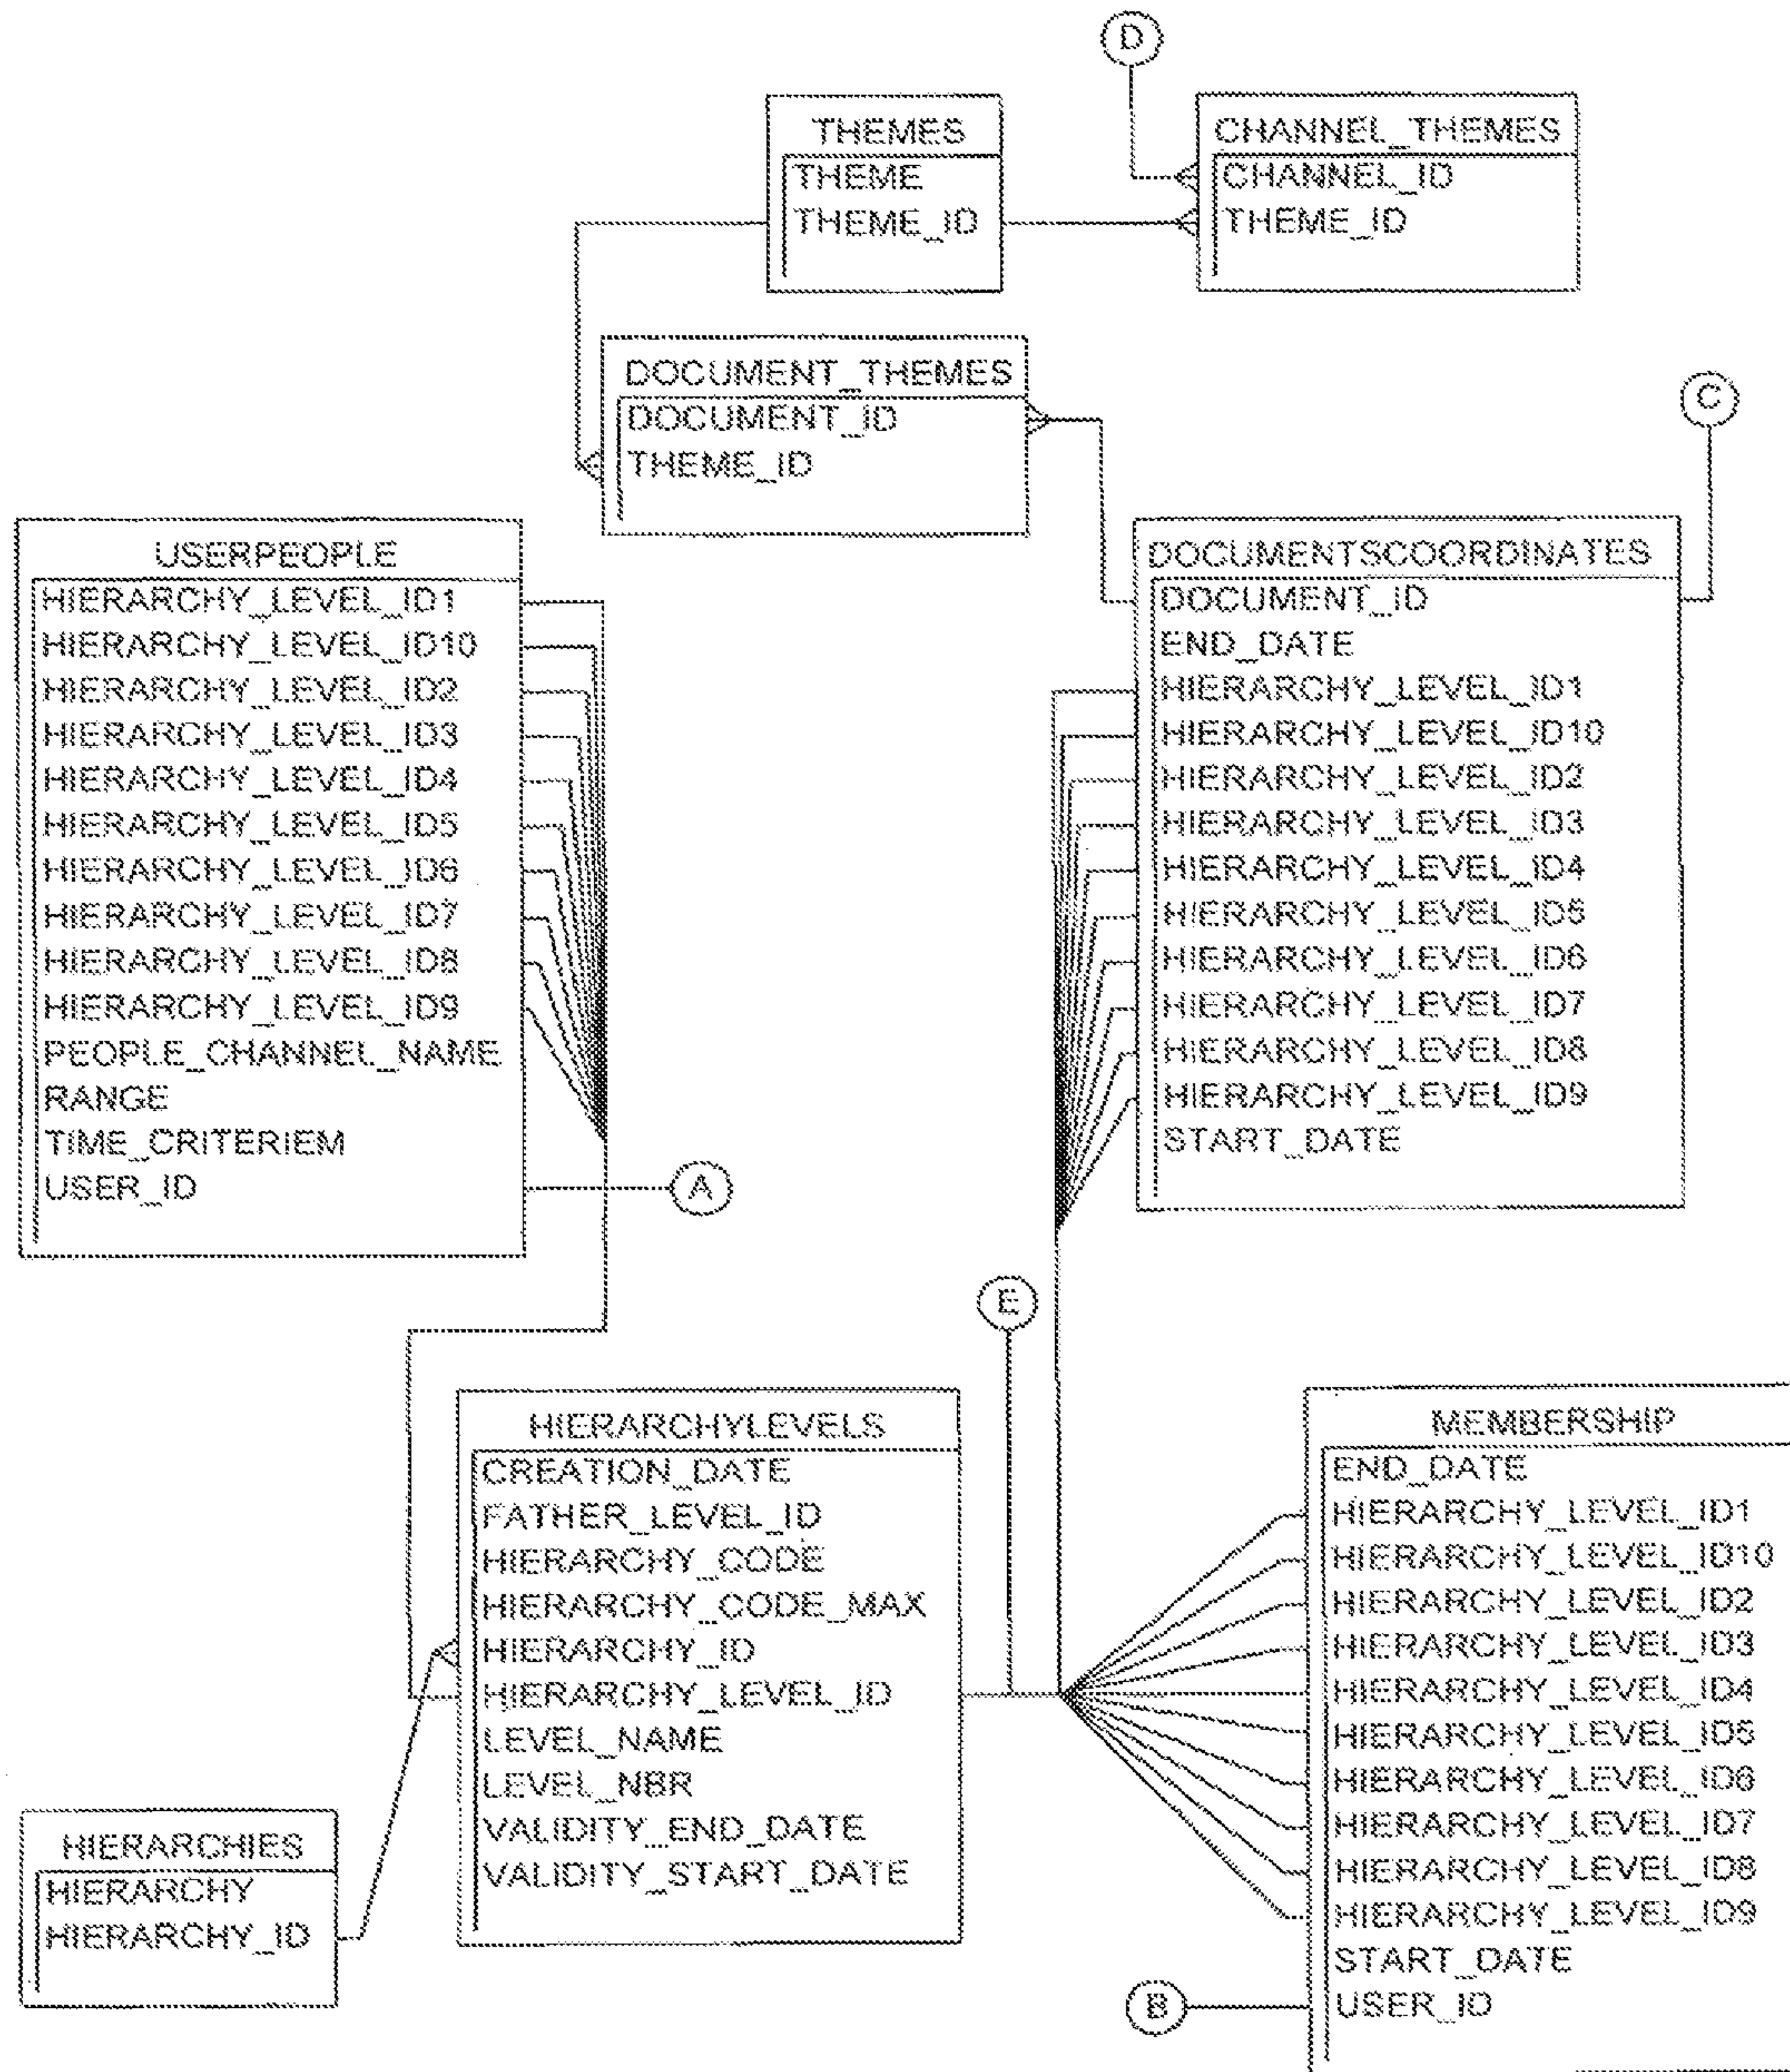 D
THEMES
THEME
THEME_ID
CHANNEL_THEMES
CHANNEL_ID
THEME_ID
DOCUMENT_THEMES
DOCUMENT_ID
THEME_ID
C
USERPEOPLE
HIERARCHY_LEVEL_ID1
HIERARCHY_LEVEL_ID10
HIERARCHY_LEVEL_ID2
HIERARCHY_LEVEL_ID3
HIERARCHY_LEVEL_ID4
HIERARCHY_LEVEL_ID5
HIERARCHY_LEVEL_ID6
HIERARCHY_LEVEL_ID7
HIERARCHY_LEVEL_ID8
HIERARCHY_LEVEL_ID9
PEOPLE_CHANNEL_NAME
RANGE
TIME_CRITERIEM
USER_ID
A
DOCUMENTSCOORDINATES
DOCUMENT_ID
END_DATE
HIERARCHY_LEVEL_ID1
HIERARCHY_LEVEL_ID10
HIERARCHY_LEVEL_ID2
HIERARCHY_LEVEL_ID3
HIERARCHY_LEVEL_ID4
HIERARCHY_LEVEL_ID5
HIERARCHY_LEVEL_ID6
HIERARCHY_LEVEL_ID7
HIERARCHY_LEVEL_ID8
HIERARCHY_LEVEL_ID9
START_DATE
E
HIERARCHYLEVELS
CREATION_DATE
FATHER_LEVEL_ID
HIERARCHY_CODE
HIERARCHY_CODE_MAX
HIERARCHY_ID
HIERARCHY_LEVEL_ID
LEVEL_NAME
LEVEL_NBR
VALIDITY_END_DATE
VALIDITY_START_DATE
MEMBERSHIP
END_DATE
HIERARCHY_LEVEL_ID1
HIERARCHY_LEVEL_ID10
HIERARCHY_LEVEL_ID2
HIERARCHY_LEVEL_ID3
HIERARCHY_LEVEL_ID4
HIERARCHY_LEVEL_ID5
HIERARCHY_LEVEL_ID6
HIERARCHY_LEVEL_ID7
HIERARCHY_LEVEL_ID8
HIERARCHY_LEVEL_ID9
START_DATE
USER_ID
HIERARCHIES
HIERARCHY
HIERARCHY_ID
B